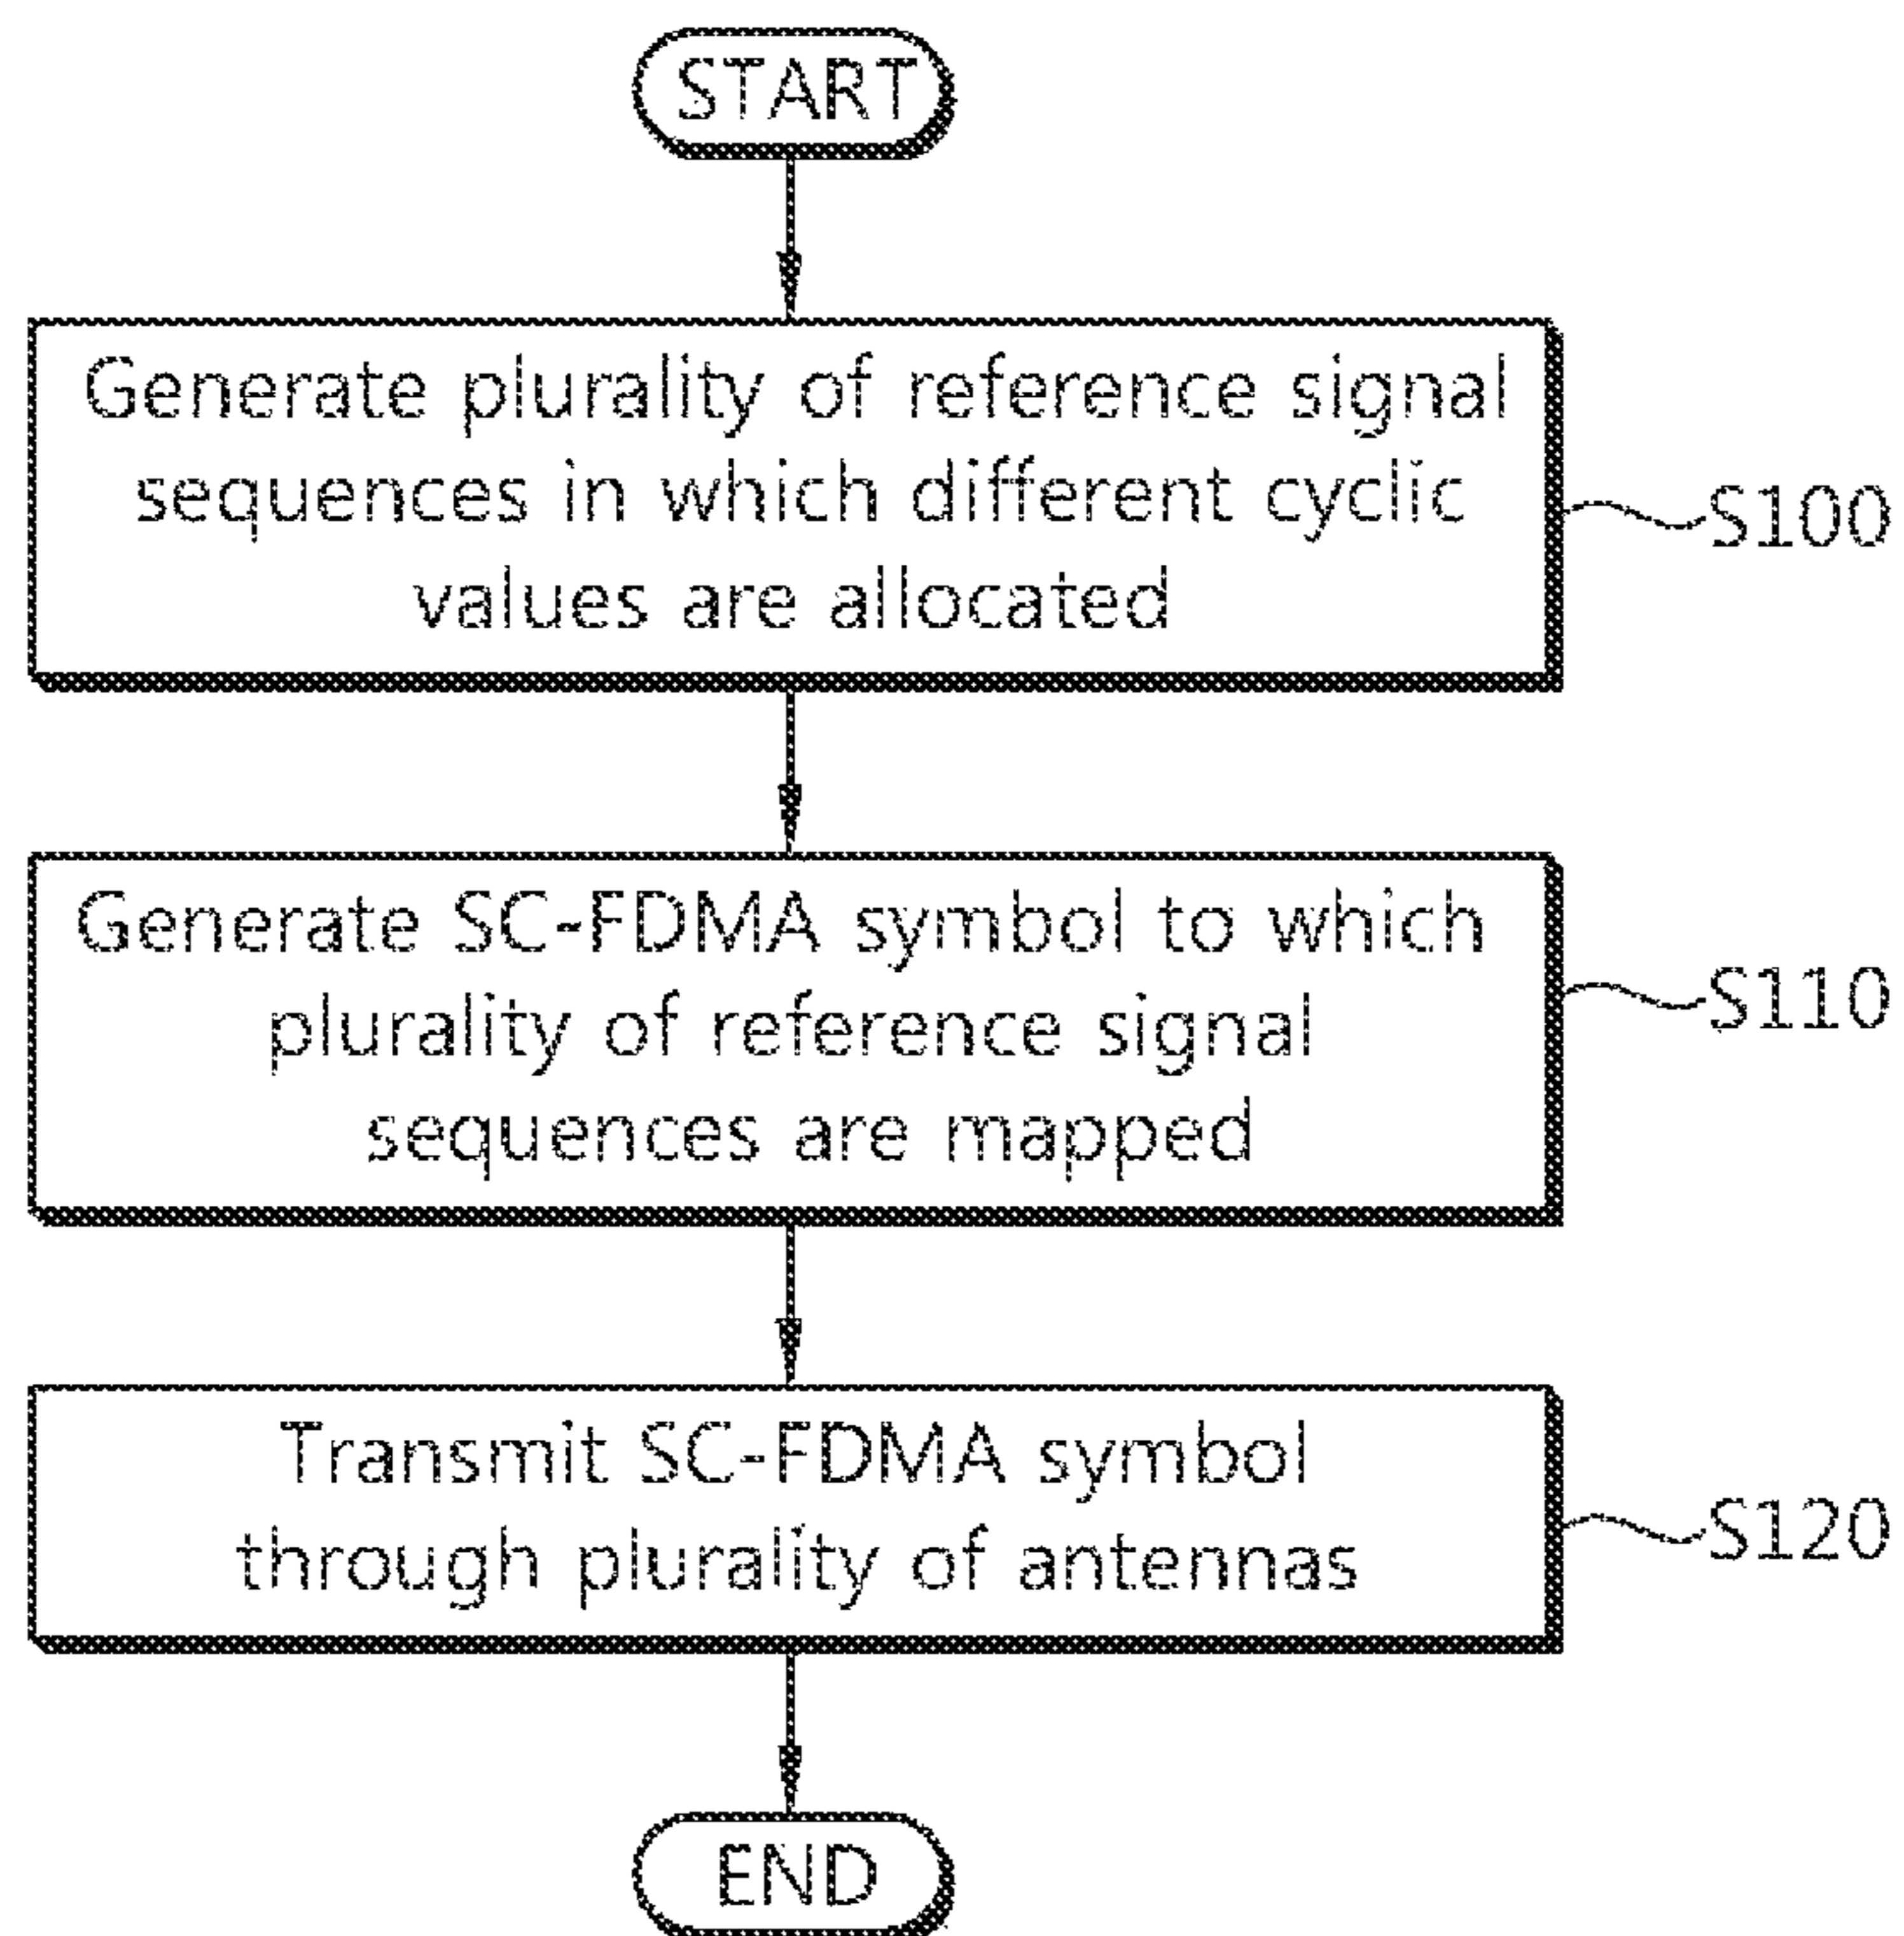 START
Generate plurality of reference signal
sequences in which different cyclic
values are allocated
S100
Generate SC-FDMA symbol to which
plurality of reference signal
sequences are mapped
S110
Transmit SC-FDMA symbol
through plurality of antennas
S120
END